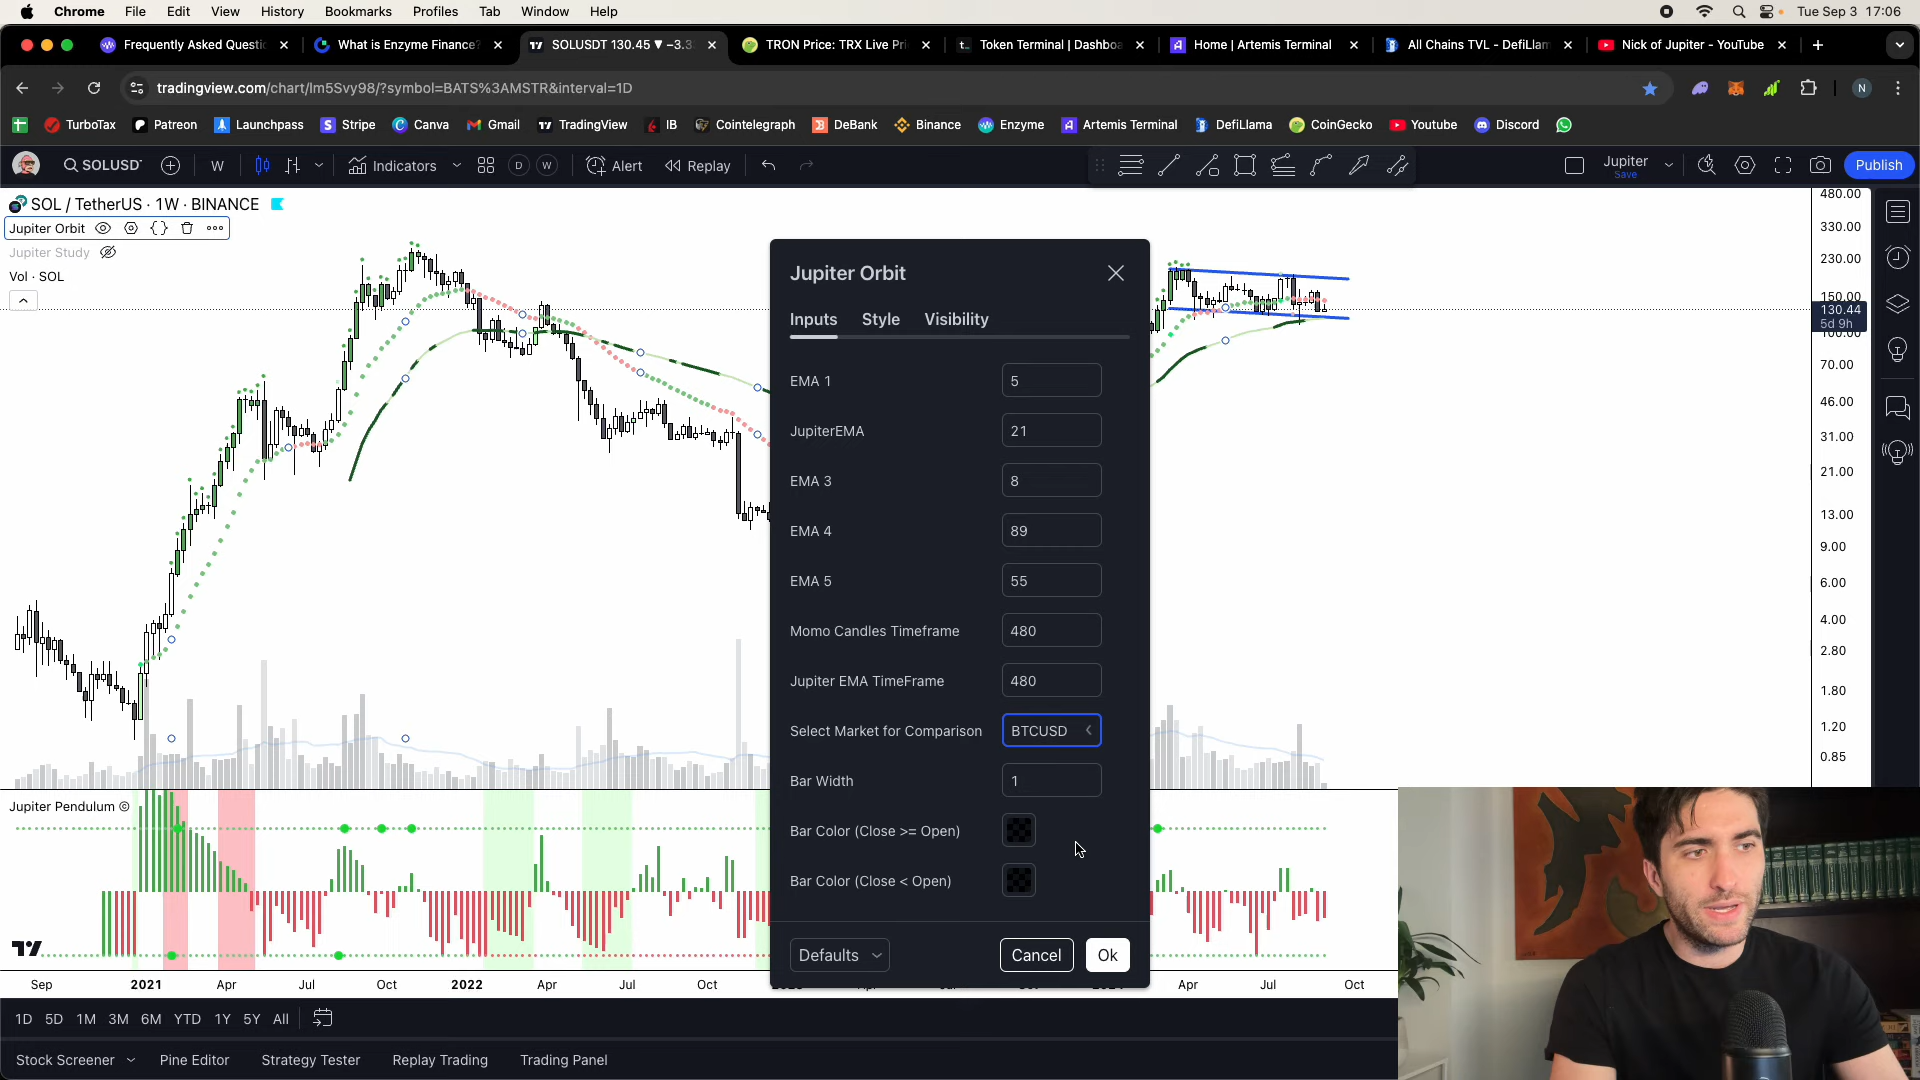 Chrome File Edit View History Bookmarks Profiles Tab Window Help Tue Sep 3 17:06
Frequently Asked Questi What is Enzyme Finance? SOLUSDT 130.45 ▼ −3.3 TRON Price: TRX Live Pri Token Terminal | Dashboa Home | Artemis Terminal All Chains TVL - DefiLlam Nick of Jupiter - YouTube
tradingview.com/chart/lm5Svy98/?symbol=BATS%3AMSTR&interval=1D N
TurboTax Patreon Launchpass Stripe Canva Gmail TradingView IB Cointelegraph DeBank Binance Enzyme Artemis Terminal DefiLlama CoinGecko Youtube Discord
SOLUSD W Indicators D W Alert Replay Jupiter Save Publish
SOL / TetherUS · 1W · BINANCE
Jupiter Orbit
Jupiter Study
Vol · SOL
480.00
330.00
230.00
150.00
130.44
5d 9h
100.00
70.00
46.00
31.00
21.00
13.00
9.00
6.00
4.00
2.80
1.80
1.20
0.85
Jupiter Orbit
Inputs Style Visibility
EMA 1 5
JupiterEMA 21
EMA 3 8
EMA 4 89
EMA 5 55
Momo Candles Timeframe 480
Jupiter EMA TimeFrame 480
Select Market for Comparison BTCUSD
Bar Width 1
Bar Color (Close >= Open)
Bar Color (Close < Open)
Defaults Cancel Ok
Jupiter Pendulum ©
Sep 2021 Apr Jul Oct 2022 Apr Jul Oct Apr Jul Oct
1D 5D 1M 3M 6M YTD 1Y 5Y All
Stock Screener Pine Editor Strategy Tester Replay Trading Trading Panel